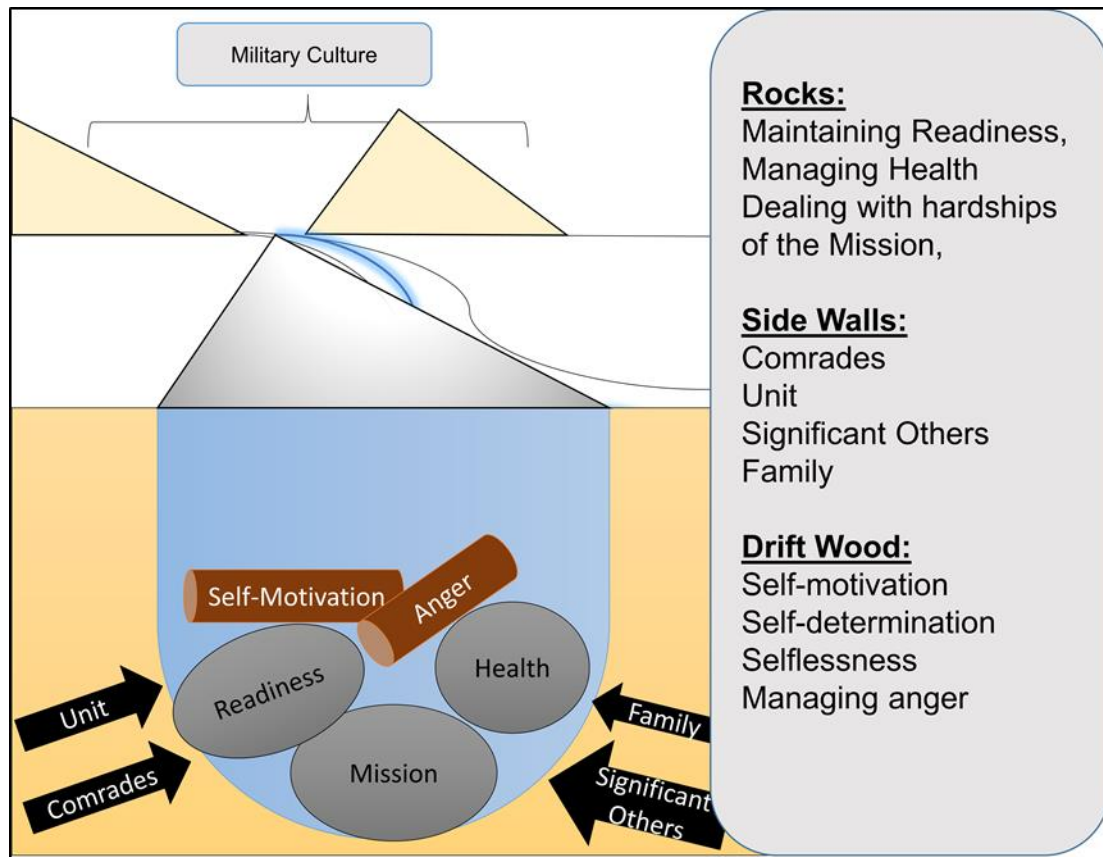 Military Culture
Rocks:
Maintaining Readiness,
Managing Health
Dealing with hardships
of the Mission,
Side Walls:
Comrades
Unit
Significant Others
Family
Drift Wood:
Self-motivation
Self-determination
Selflessness
Managing anger
Self-Motivation
Anger
Readiness
Health
Mission
Unit
Comrades
Family
Significant
Others